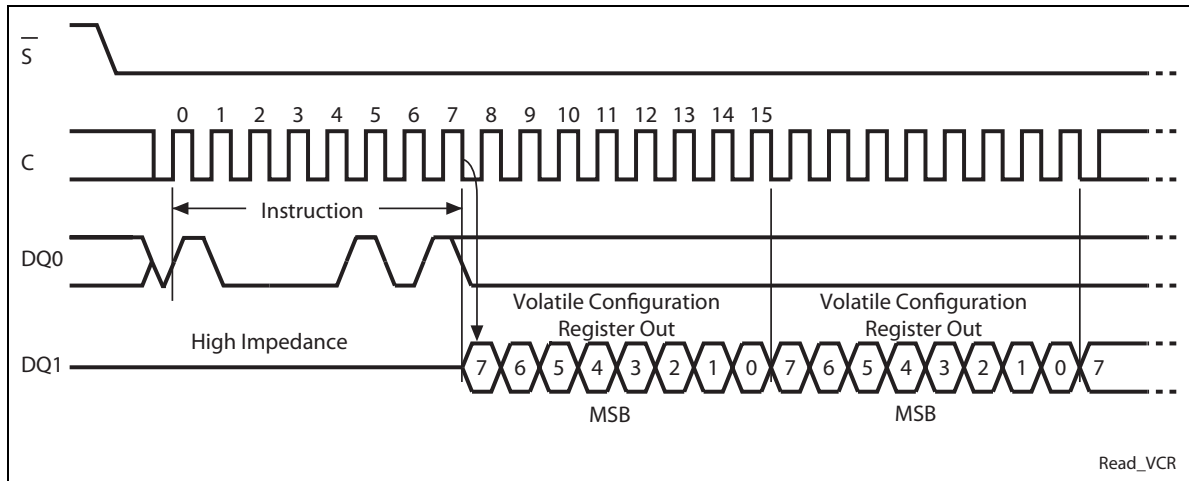 S
0 1 2 3 4 5 6 7 8 9 10 11 12 13 14 15
C
Instruction
DQ0
Volatile Configuration
Register Out
Volatile Configuration
Register Out
High Impedance
DQ1
7 6 5 4 3 2 1 0 7 6 5 4 3 2 1 0 7
MSB
MSB
Read_VCR